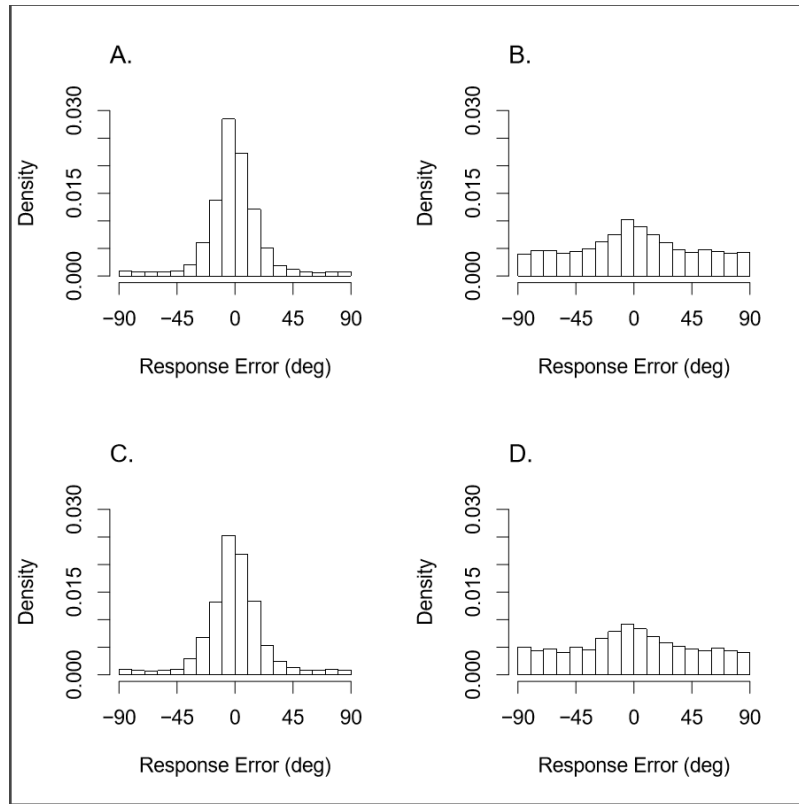 A.
Density
0.000 0.015 0.030
−90 −45 0 45 90
Response Error (deg)
B.
Density
0.000 0.015 0.030
−90 −45 0 45 90
Response Error (deg)
C.
Density
0.000 0.015 0.030
−90 −45 0 45 90
Response Error (deg)
D.
Density
0.000 0.015 0.030
−90 −45 0 45 90
Response Error (deg)